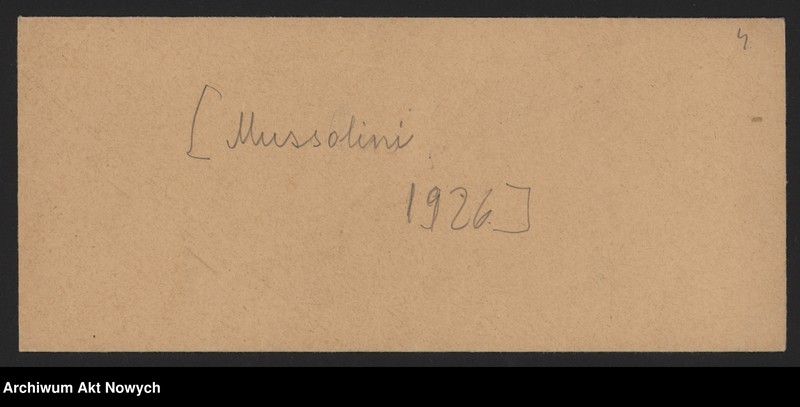 4
[Mussolini
1926]
Archiwum Akt Nowych